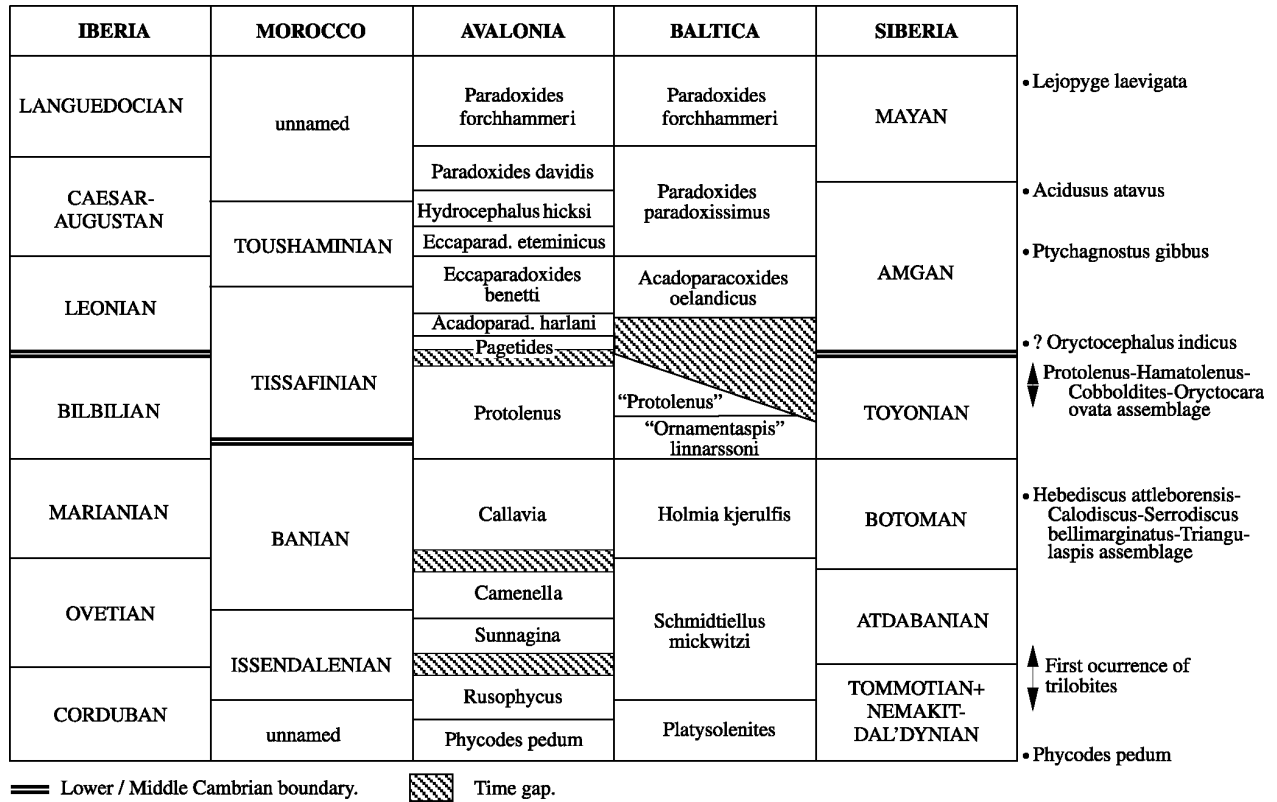 IBERIA
MOROCCO
AVALONIA
BALTICA
SIBERIA
LANGUEDOCIAN
CAESAR-
AUGUSTAN
LEONIAN
BILBILIAN
MARIANIAN
OVETIAN
CORDUBAN
unnamed
TOUSHAMINIAN
TISSAFINIAN
BANIAN
ISSENDALENIAN
unnamed
Paradoxides
forchhammeri
Paradoxides davidis
Hydrocephalus hicksi
Eccaparad. eteminicus
Eccaparadoxides
benetti
Acadoparad. harlani
Pagetides
Protolenus
Callavia
Camenella
Sunnagina
Rusophycus
Phycodes pedum
Paradoxides
forchhammeri
Paradoxides
paradoxissimus
Acadoparacoxides
oelandicus
“Protolenus”
“Ornamentaspis”
linnarssoni
Holmia kjerulfis
Schmidtiellus
mickwitzi
Platysolenites
MAYAN
AMGAN
TOYONIAN
BOTOMAN
ATDABANIAN
TOMMOTIAN+
NEMAKIT-
DAL’DYNIAN
• Lejopyge laevigata
• Acidusus atavus
• Ptychagnostus gibbus
• ? Oryctocephalus indicus
Protolenus-Hamatolenus-
Cobboldites-Oryctocara
ovata assemblage
• Hebediscus attleborensis-
Calodiscus-Serrodiscus
bellimarginatus-Triangu-
laspis assemblage
First ocurrence of
trilobites
• Phycodes pedum
Lower / Middle Cambrian boundary.
Time gap.